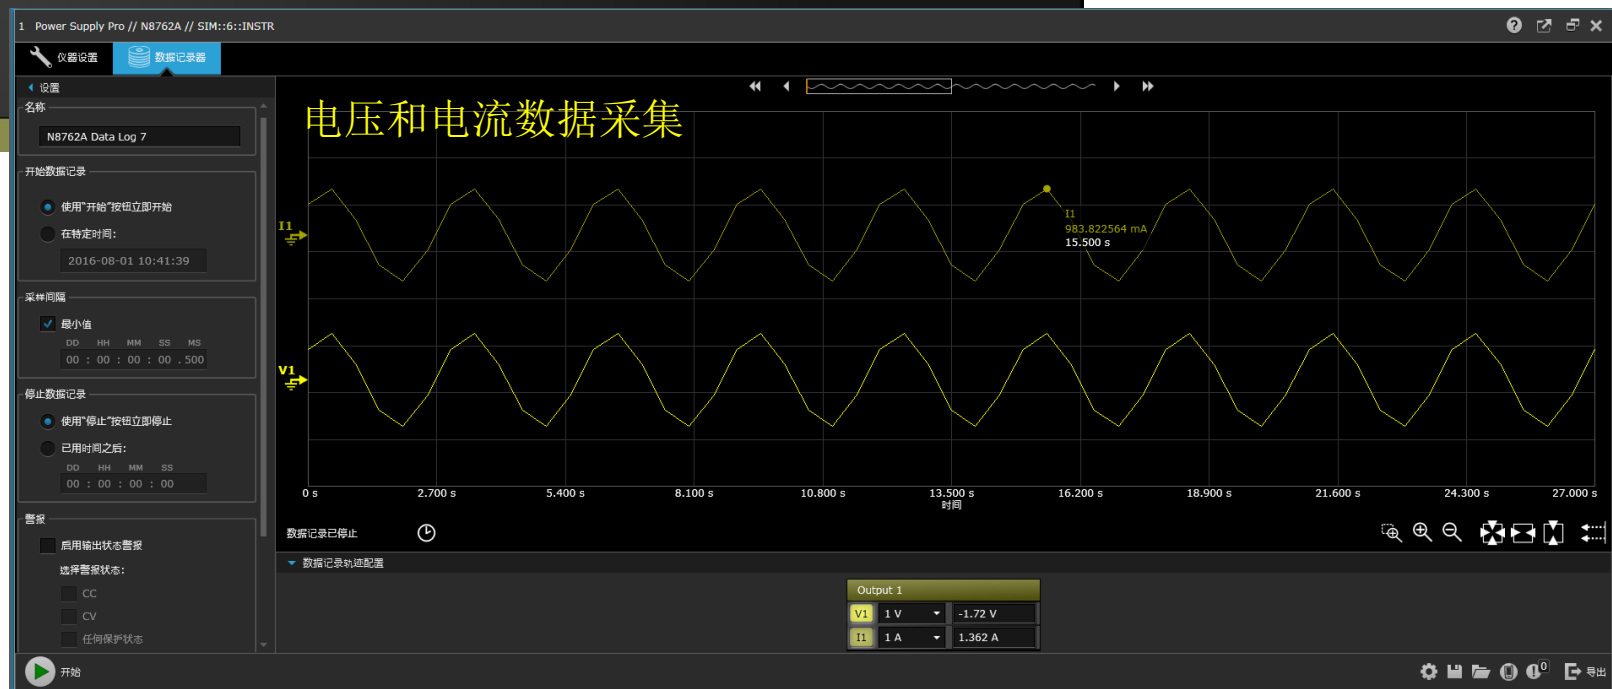 1 Power Supply Pro // N8762A // SIM::6::INSTR
仪器设置
数据记录器
设置
名称
N8762A Data Log 7
开始数据记录
使用"开始"按钮立即开始
在特定时间:
2016-08-01 10:41:39
采样间隔
最小值
DD HH MM SS MS
00 : 00 : 00 : 00 . 500
停止数据记录
使用"停止"按钮立即停止
已用时间之后:
DD HH MM SS
00 : 00 : 00 : 00
警报
启用输出状态警报
选择警报状态:
CC
CV
任何保护状态
开始
电压和电流数据采集
I1
I1
983.822564 mA
15.500 s
V1
0 s 2.700 s 5.400 s 8.100 s 10.800 s 13.500 s 16.200 s 18.900 s 21.600 s 24.300 s 27.000 s
时间
数据记录已停止
数据记录轨迹配置
Output 1
V1 1 V -1.72 V
I1 1 A 1.362 A
0
导出